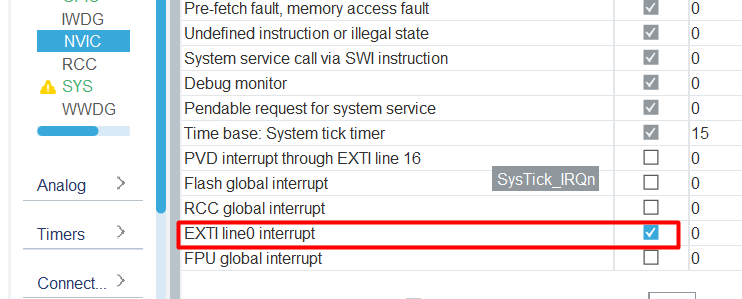 IWDG
NVIC
RCC
SYS
WWDG
Analog
Timers
Connect...
Pre-fetch fault, memory access fault 0
Undefined instruction or illegal state 0
System service call via SWI instruction 0
Debug monitor 0
Pendable request for system service 0
Time base: System tick timer 15
PVD interrupt through EXTI line 16 0
SysTick_IRQn
Flash global interrupt 0
RCC global interrupt 0
EXTI line0 interrupt 0
FPU global interrupt 0